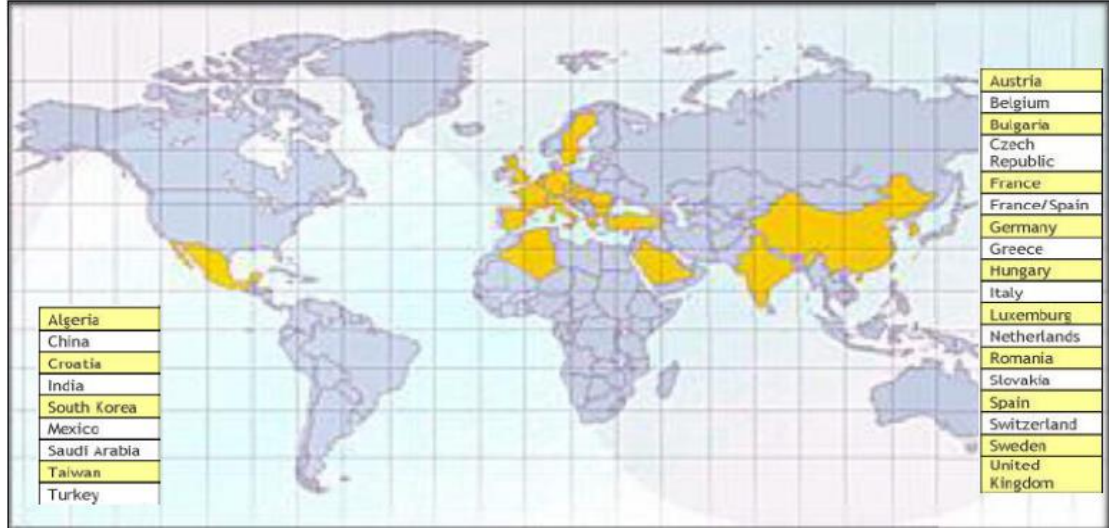 Austria
Belgium
Bulgaria
Czech
Republic
France
France/Spain
Germany
Greece
Hungary
Italy
Luxemburg
Netherlands
Romania
Slovakia
Spain
Switzerland
Sweden
United
Kingdom
Algeria
China
Croatia
India
South Korea
Mexico
Saudi Arabia
Taiwan
Turkey